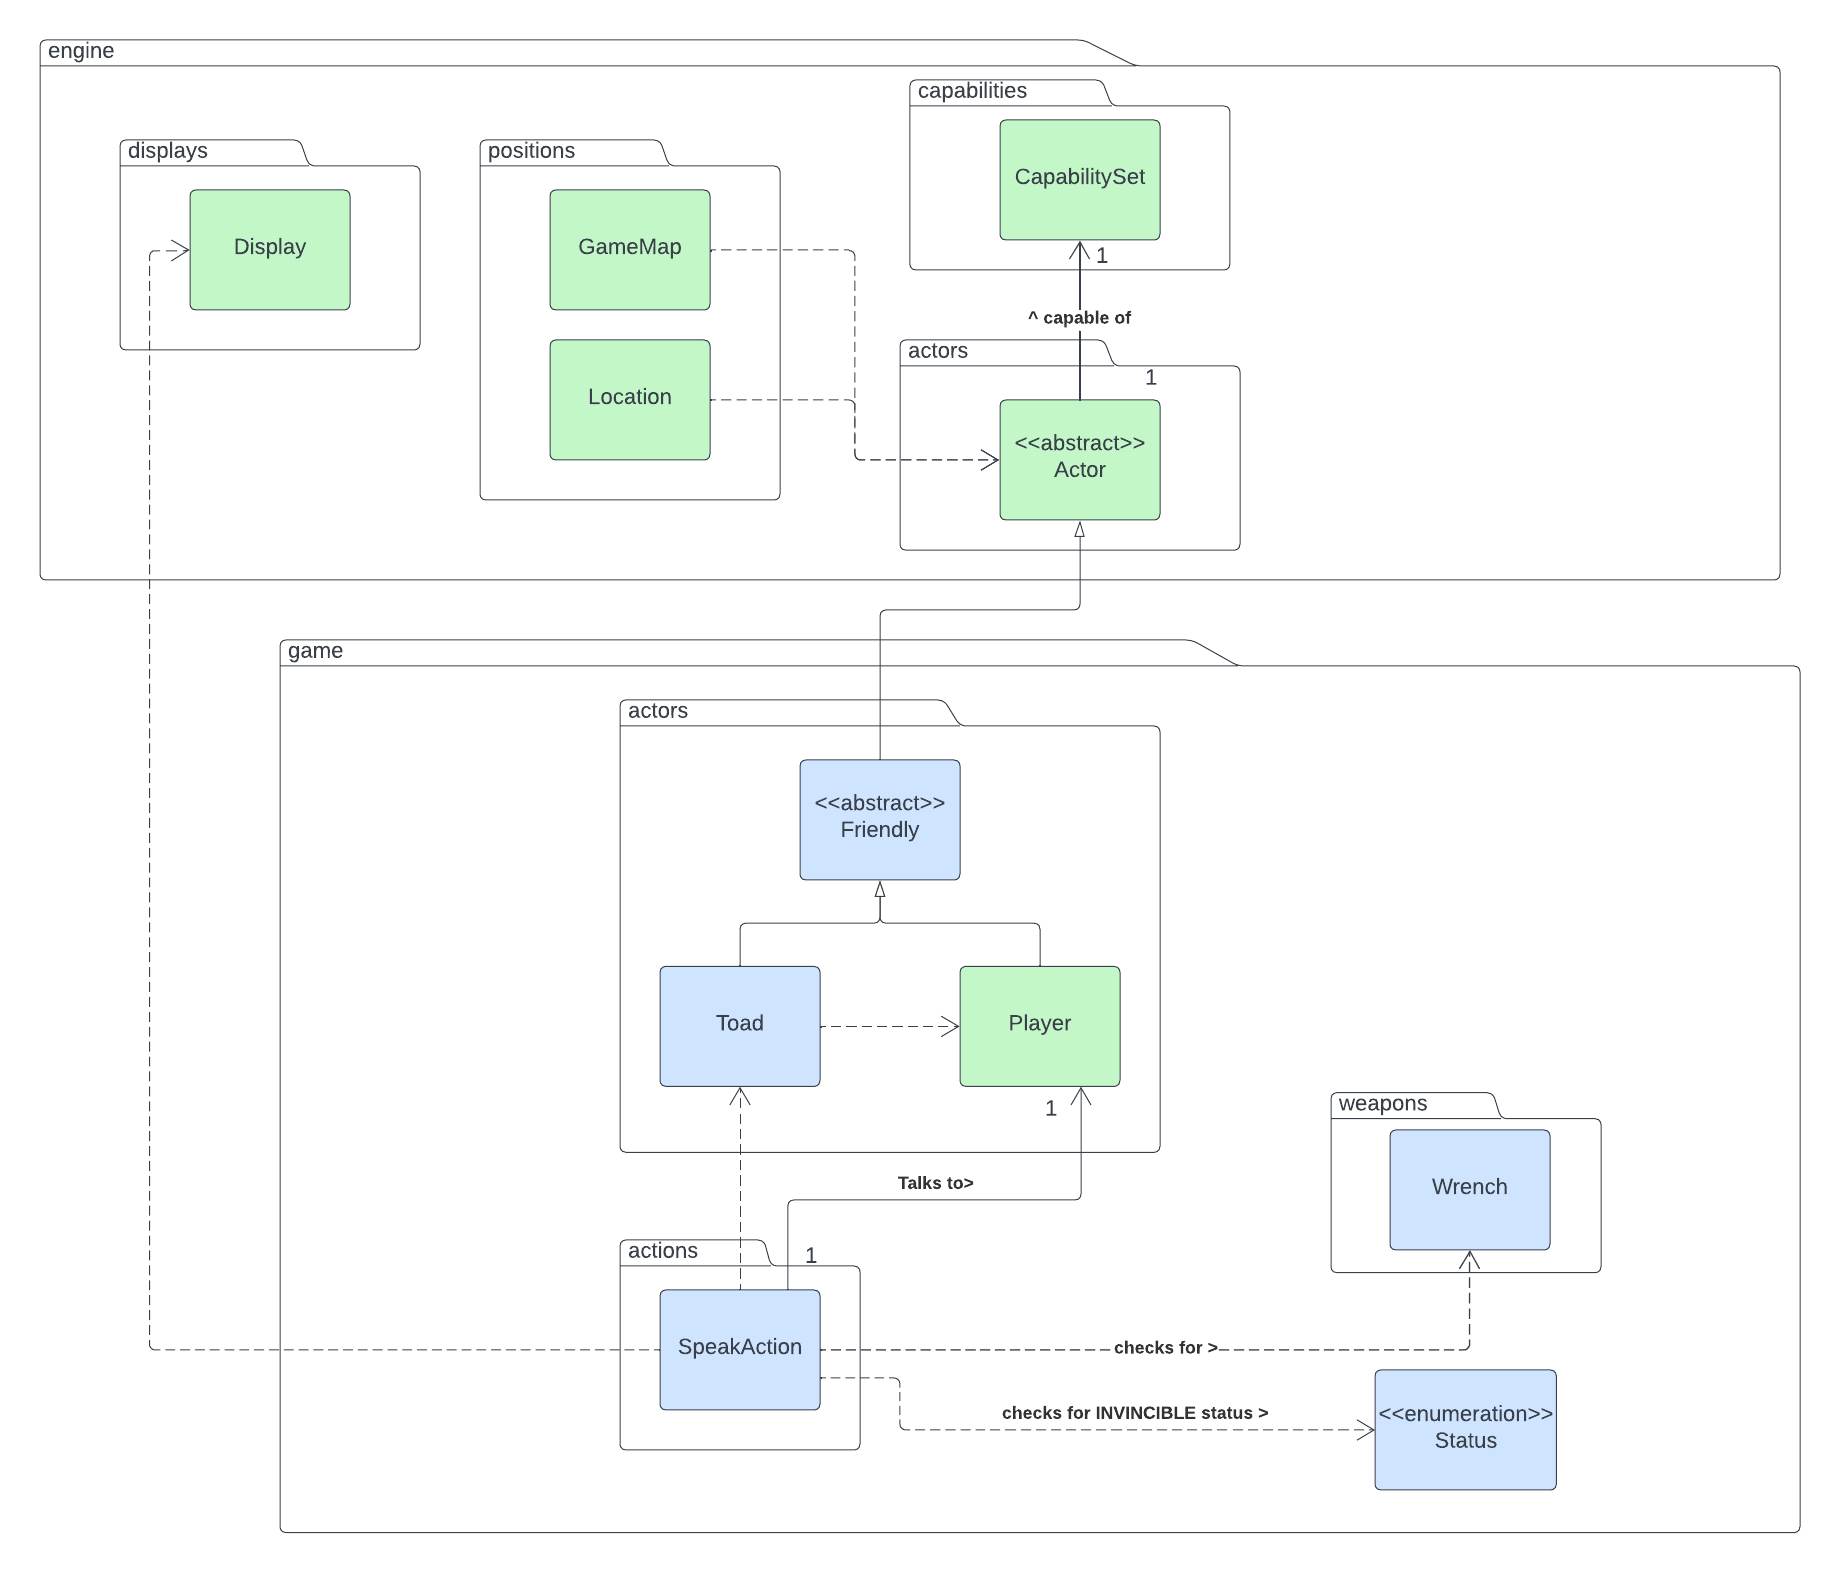 engine
capabilities
CapabilitySet
displays
positions
Display
GameMap
1
^ capable of
actors
1
Location
<<abstract>>
Actor
game
actors
<<abstract>>
Friendly
Toad
Player
1
weapons
Wrench
Talks to>
actions
1
SpeakAction
checks for >
checks for INVINCIBLE status >
<<enumeration>>
Status